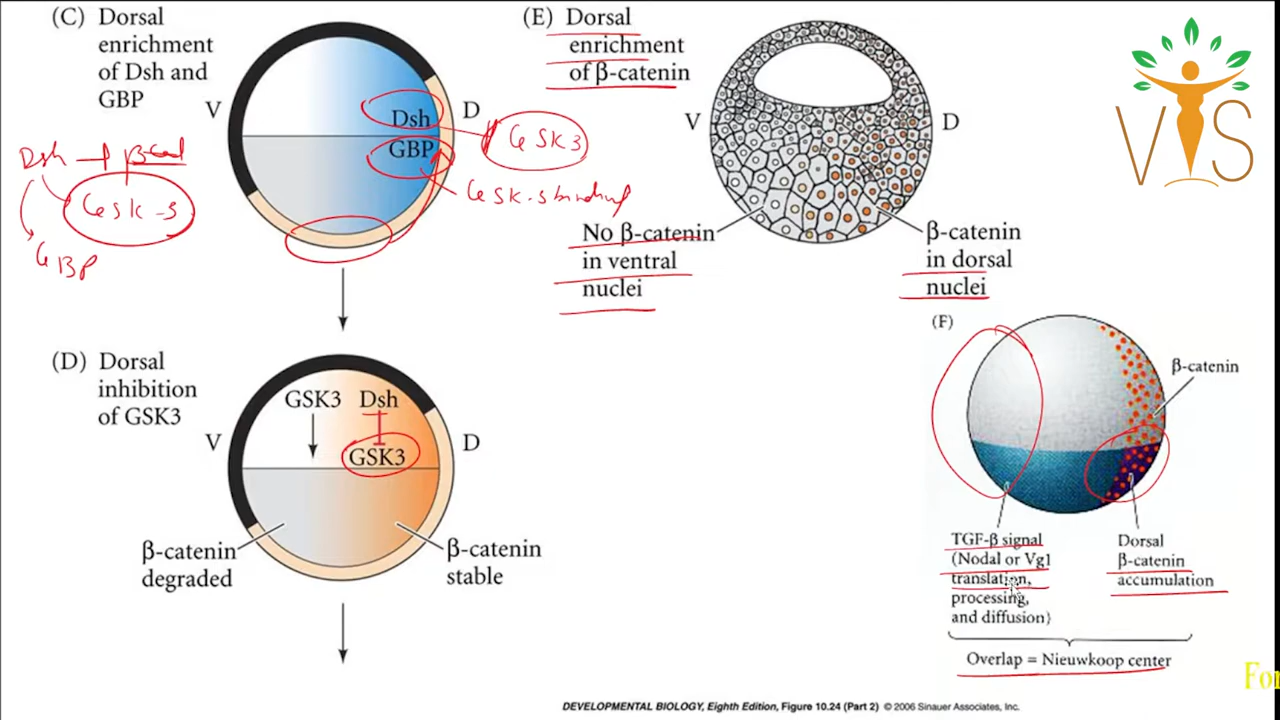 (C) Dorsal
enrichment
of Dsh and
GBP
V
D
Dsh
GBP
GSK3
Dsh
GSK-3
GBP
(D) Dorsal
inhibition
of GSK3
V
D
GSK3 Dsh
GSK3
β-catenin
degraded
β-catenin
stable
(E) Dorsal
enrichment
of β-catenin
V
D
No β-catenin
in ventral
nuclei
β-catenin
in dorsal
nuclei
(F)
β-catenin
TGF-β signal
(Nodal or Vg1
translation,
processing,
and diffusion)
Dorsal
β-catenin
accumulation
Overlap = Nieuwkoop center
DEVELOPMENTAL BIOLOGY, Eighth Edition, Figure 10.24 (Part 2) © 2006 Sinauer Associates, Inc.
VIS